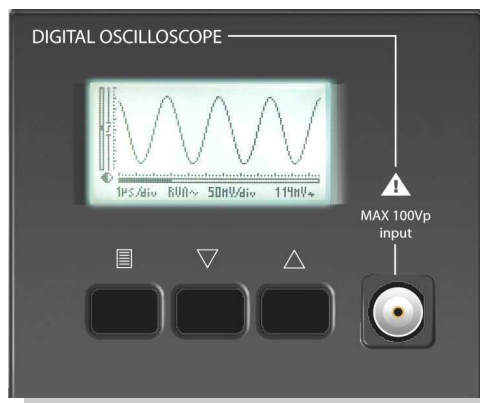 DIGITAL OSCILLOSCOPE
1µs/div RUN~ 50mV/div 114mV~
MAX 100Vp
input